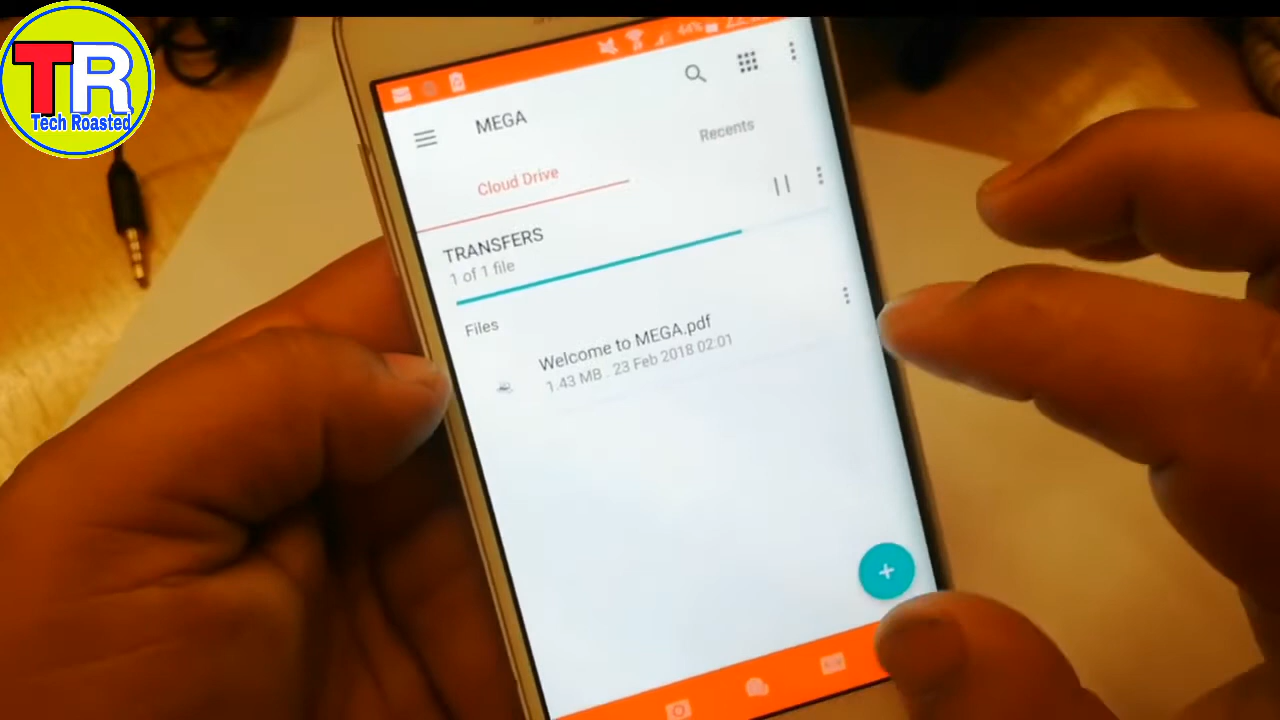 TR
Tech Roasted
44%
MEGA
Cloud Drive
Recents
TRANSFERS
1 of 1 file
Files
Welcome to MEGA.pdf
1.43 MB . 23 Feb 2018 02:01